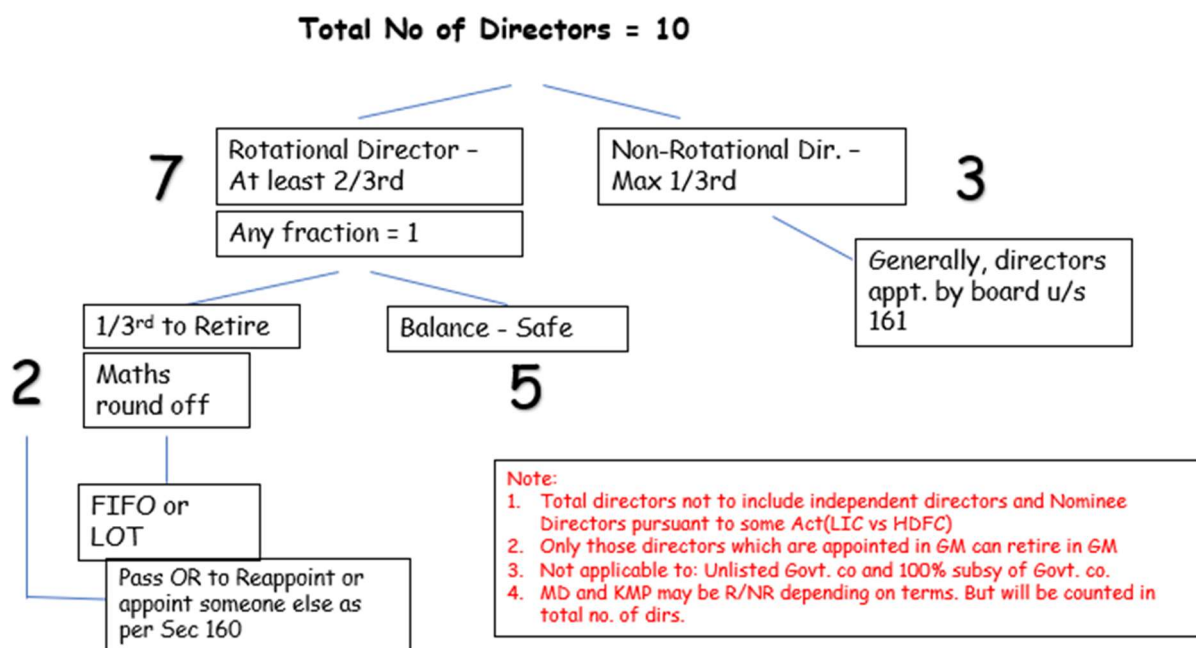 Total No of Directors = 10
7
Rotational Director –
At least 2/3rd
Any fraction = 1
Non-Rotational Dir. –
Max 1/3rd
3
Generally, directors
appt. by board u/s
161
1/3rd to Retire
Balance - Safe
2
Maths
round off
5
FIFO or
LOT
Pass OR to Reappoint or
appoint someone else as
per Sec 160
Note:
1. Total directors not to include independent directors and Nominee
Directors pursuant to some Act(LIC vs HDFC)
2. Only those directors which are appointed in GM can retire in GM
3. Not applicable to: Unlisted Govt. co and 100% subsy of Govt. co.
4. MD and KMP may be R/NR depending on terms. But will be counted in
total no. of dirs.